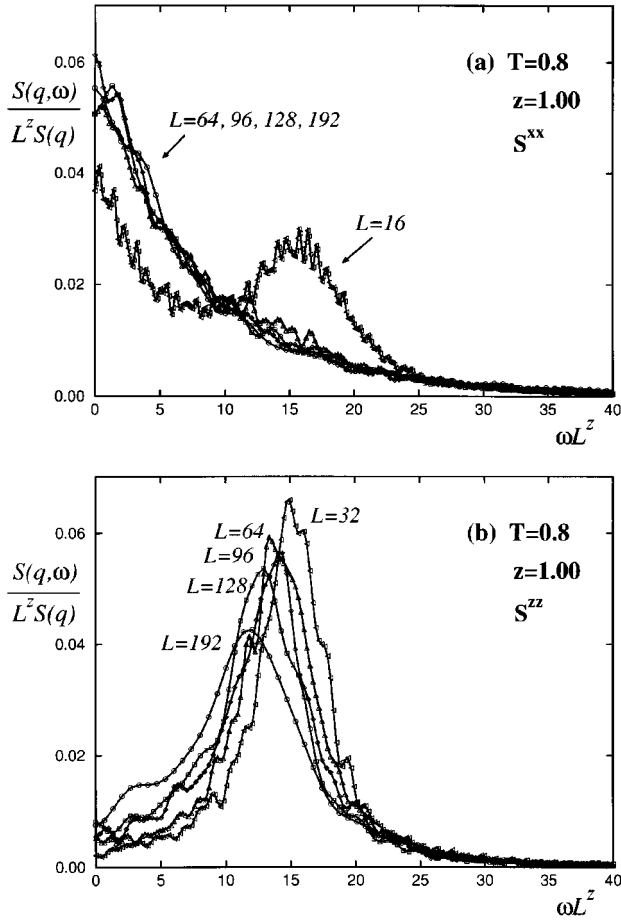 0.06
(a) T=0.8
S(q,ω)
z=1.00
L^z S(q)
L=64, 96, 128, 192
S^xx
0.04
L=16
0.02
0.00
0 5 10 15 20 25 30 35 40
ωL^z
L=32
0.06
L=64
(b) T=0.8
L=96
S(q,ω)
z=1.00
L^z S(q)
L=128
S^zz
0.04
L=192
0.02
0.00
0 5 10 15 20 25 30 35 40
ωL^z